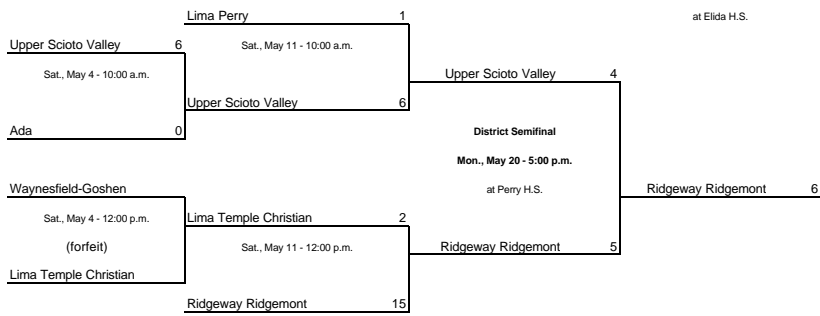 Lima Perry 1
at Elida H.S.
Upper Scioto Valley 6
Sat., May 11 - 10:00 a.m.
Sat., May 4 - 10:00 a.m.
Upper Scioto Valley 4
Upper Scioto Valley 6
Ada 0
District Semifinal
Mon., May 20 - 5:00 p.m.
Waynesfield-Goshen
at Perry H.S.
Ridgeway Ridgemont 6
Sat., May 4 - 12:00 p.m.
Lima Temple Christian 2
(forfeit)
Sat., May 11 - 12:00 p.m.
Ridgeway Ridgemont 5
Lima Temple Christian
Ridgeway Ridgemont 15